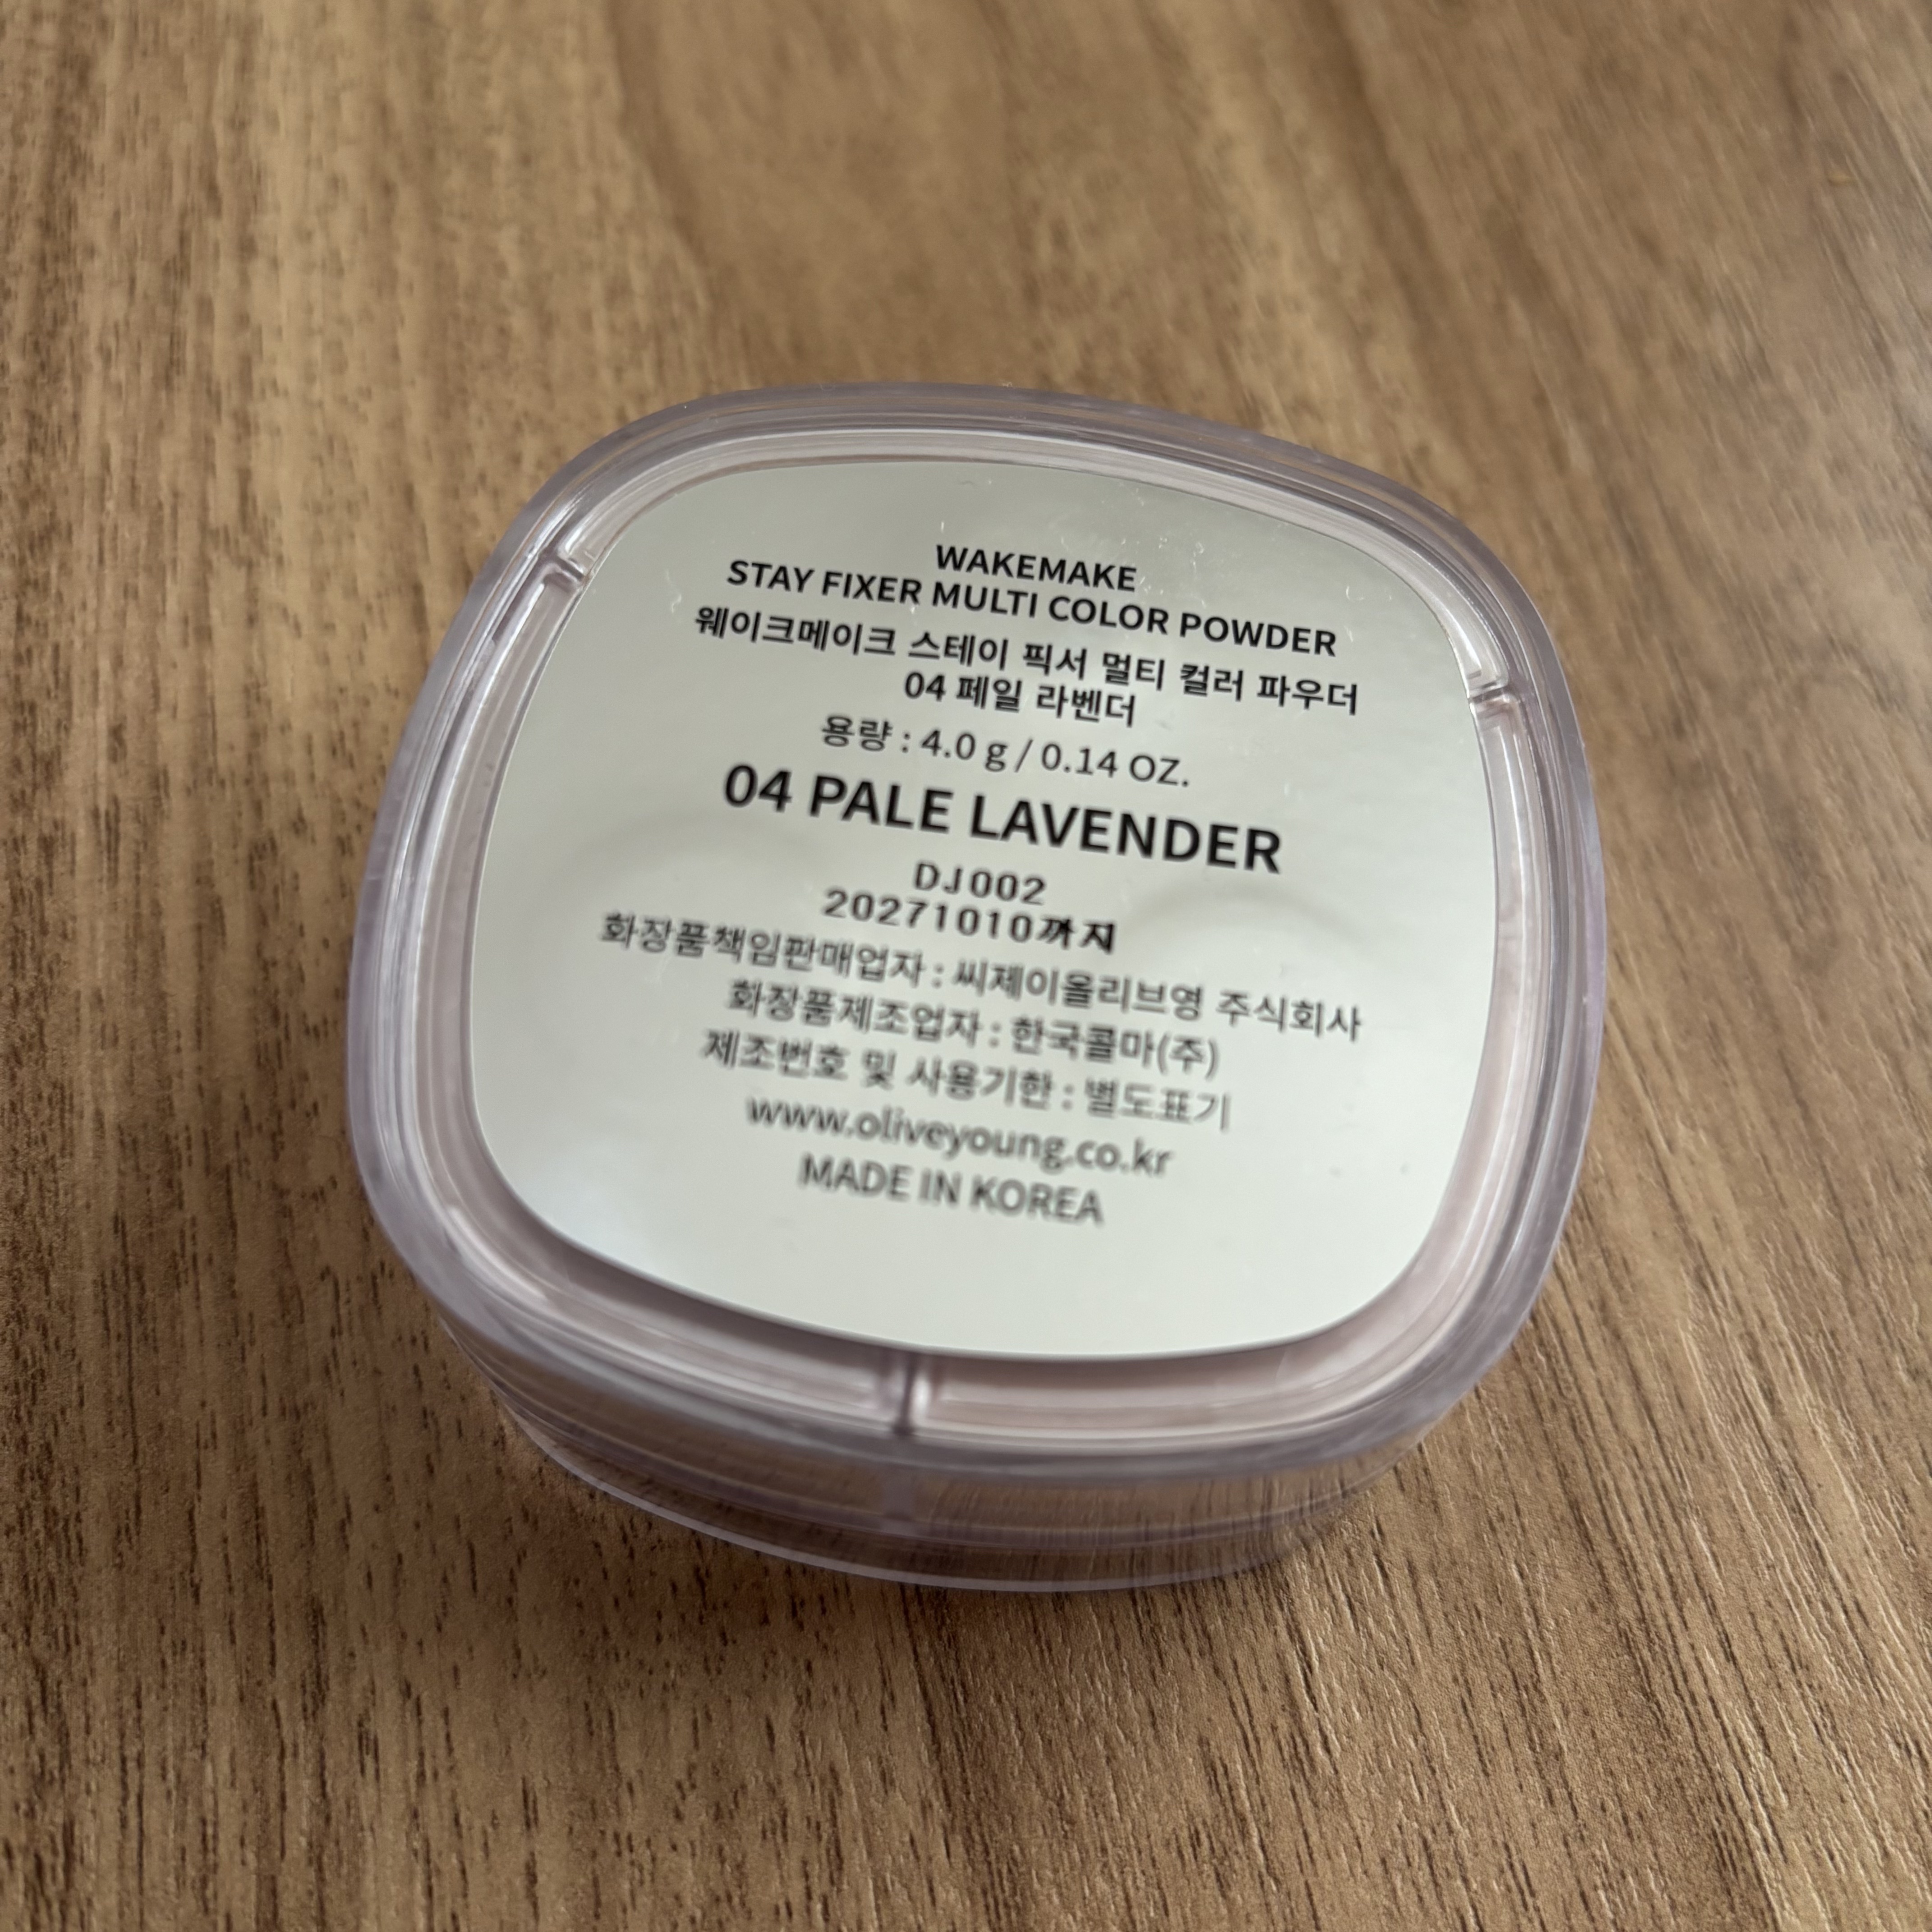 WAKEMAKE
STAY FIXER MULTI COLOR POWDER
웨이크메이크 스테이 픽서 멀티 컬러 파우더
04 페일 라벤더
용량 : 4.0 g / 0.14 OZ.
04 PALE LAVENDER
DJ002
20271010까지
화장품책임판매업자 : 씨제이올리브영 주식회사
화장품제조업자 : 한국콜마(주)
제조번호 및 사용기한 : 별도표기
www.oliveyoung.co.kr
MADE IN KOREA